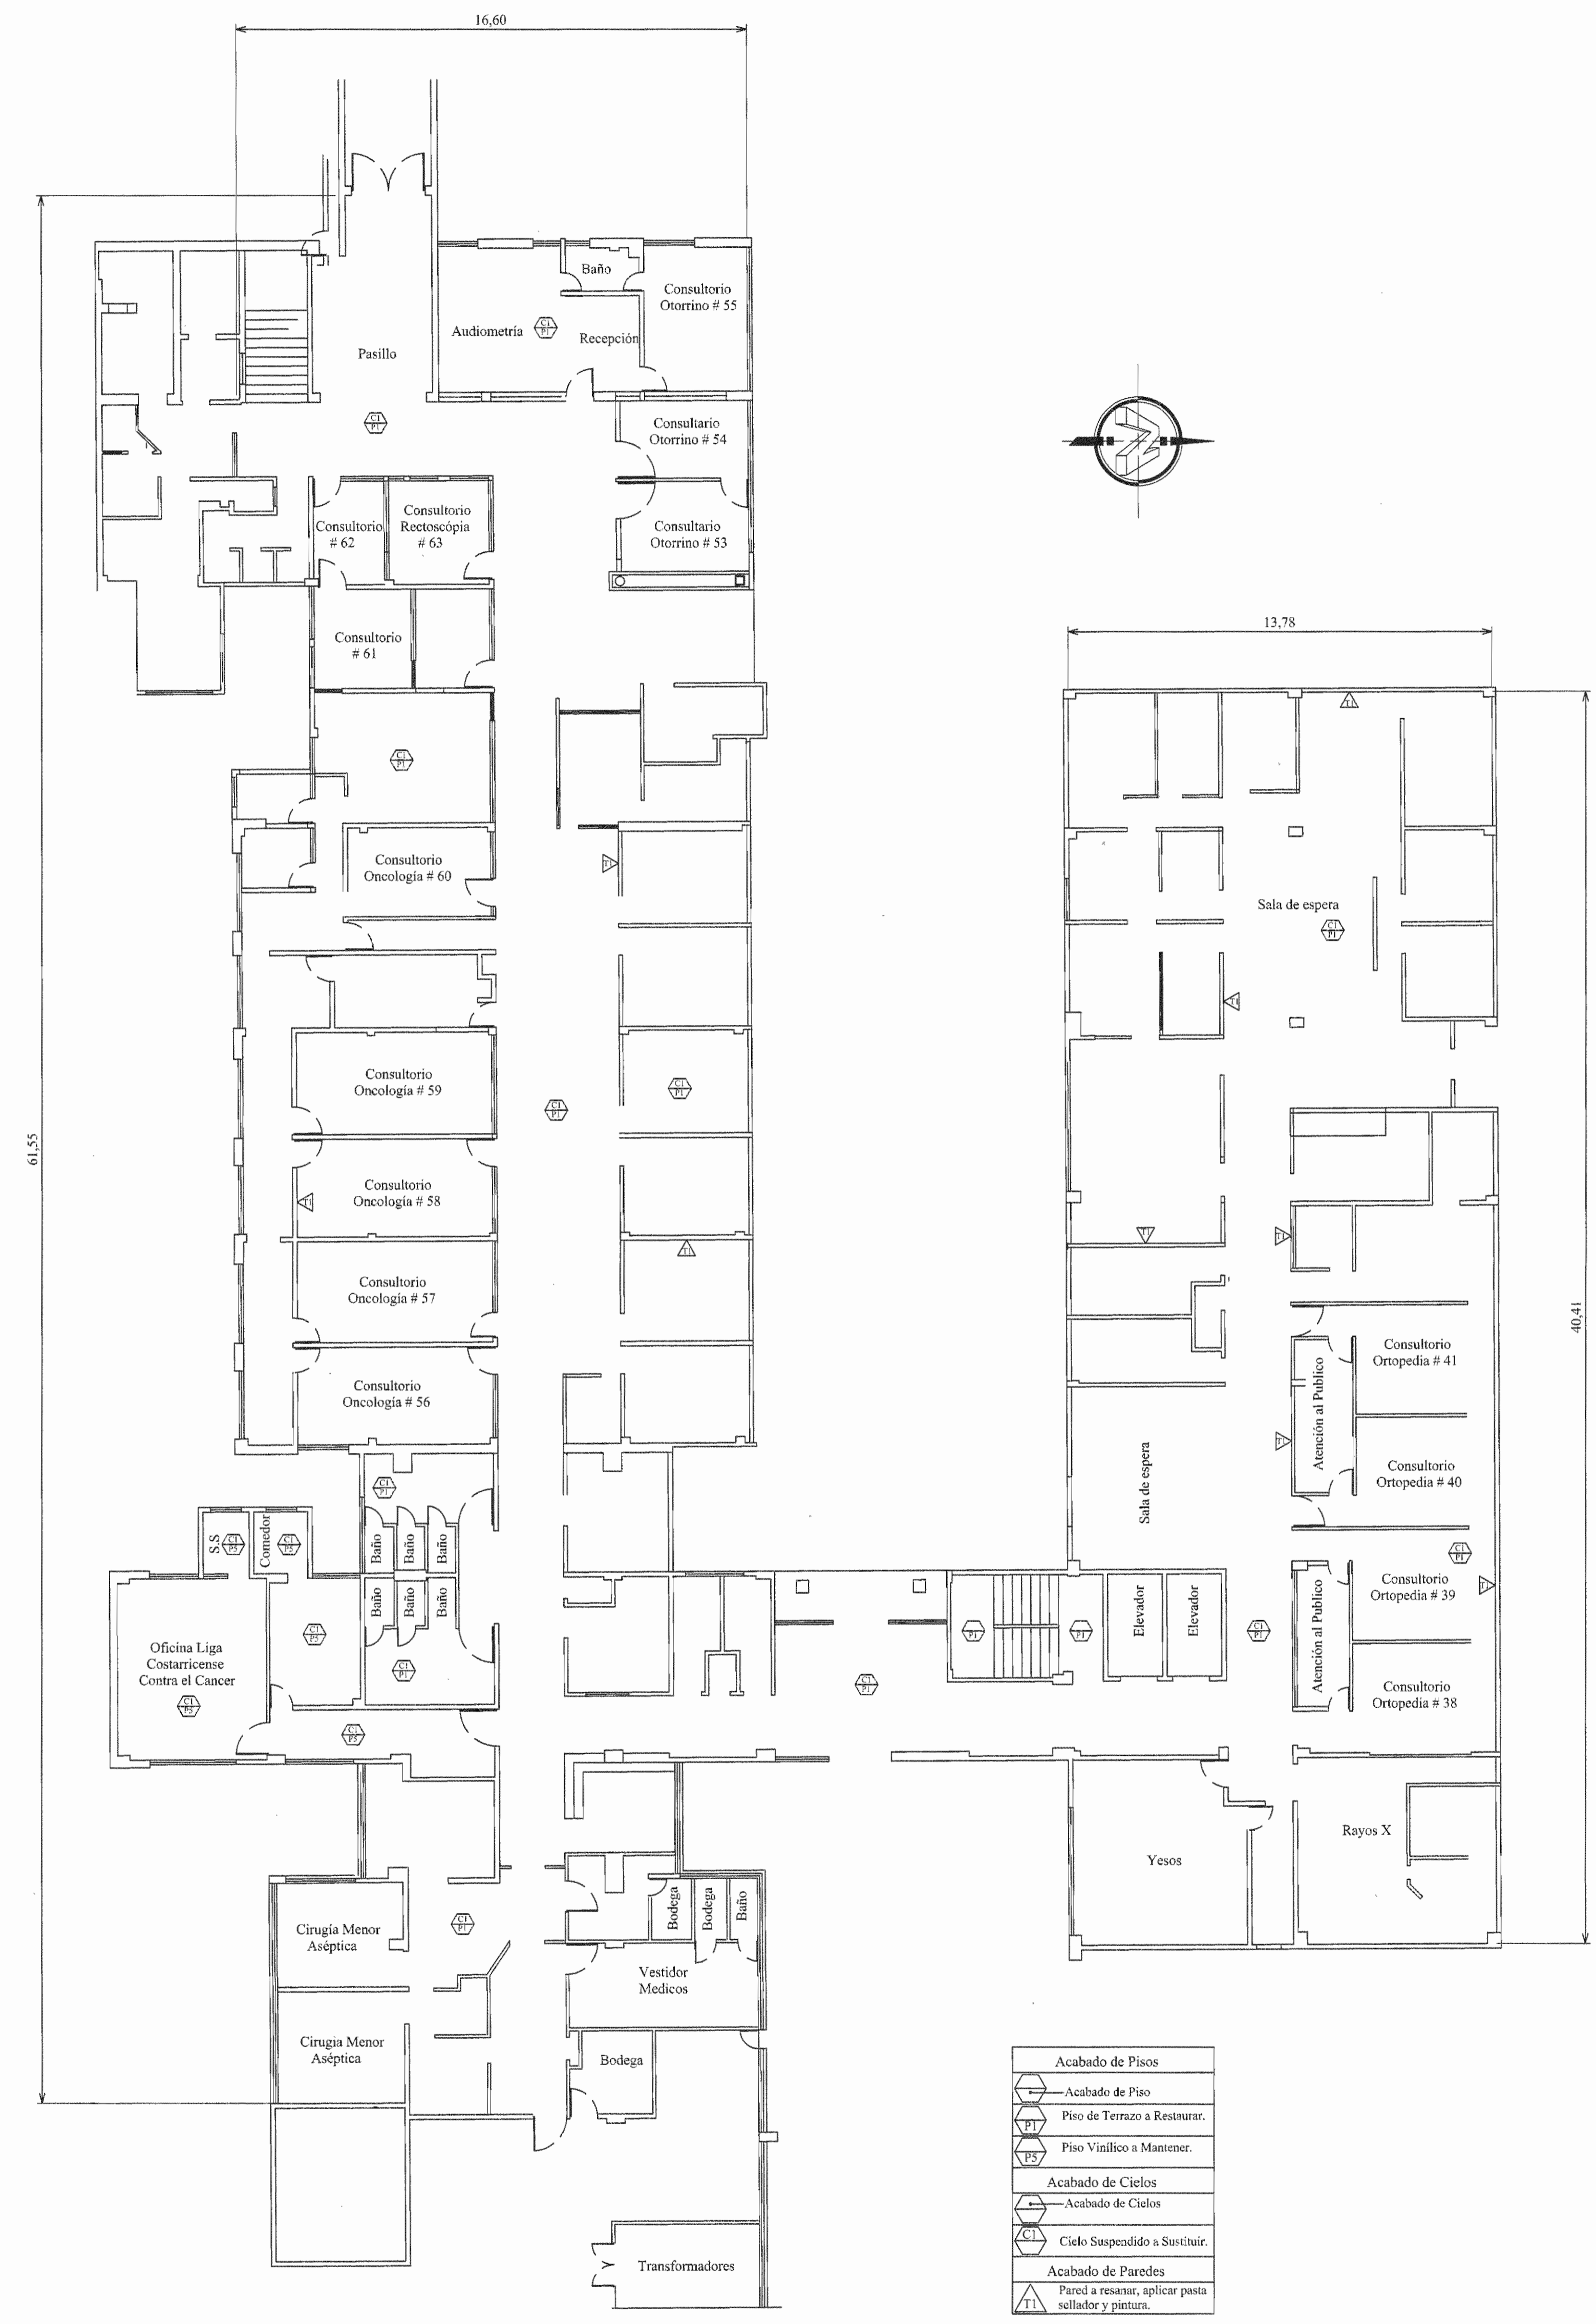 16,60
Baño
Consultorio
Otorrino # 55
Audiometría
C1
P1
Recepción
Pasillo
C1
P1
Consultario
Otorrino # 54
Consultorio
# 62
Consultorio
Rectoscópia
# 63
Consultario
Otorrino # 53
Consultorio
# 61
C1
P1
Consultorio
Oncología # 60
T1
Consultorio
Oncología # 59
C1
P1
C1
P1
61,55
Consultorio
Oncología # 58
T1
T1
Consultorio
Oncología # 57
Consultorio
Oncología # 56
C1
P1
S.S
C1
P5
Comedor
C1
P5
Baño
Baño
Baño
Baño
Baño
Baño
C1
P5
C1
P1
Oficina Liga
Costarricense
Contra el Cancer
C1
P5
C1
P5
C1
P1
Cirugía Menor
Aséptica
C1
P1
Bodega
Bodega
Baño
Vestidor
Medicos
Cirugia Menor
Aséptica
Bodega
Transformadores
13,78
T1
Sala de espera
C1
P1
T1
T1
T1
40,41
Consultorio
Ortopedia # 41
Atención al Publico
T1
Sala de espera
Consultorio
Ortopedia # 40
C1
P1
Consultorio
Ortopedia # 39
T1
P1
P1
Elevador
Elevador
C1
P1
Atención al Publico
Consultorio
Ortopedia # 38
Yesos
Rayos X
Acabado de Pisos
Acabado de Piso
P1
Piso de Terrazo a Restaurar.
P5
Piso Vinílico a Mantener.
Acabado de Cielos
Acabado de Cielos
C1
Cielo Suspendido a Sustituir.
Acabado de Paredes
T1
Pared a resanar, aplicar pasta
sellador y pintura.